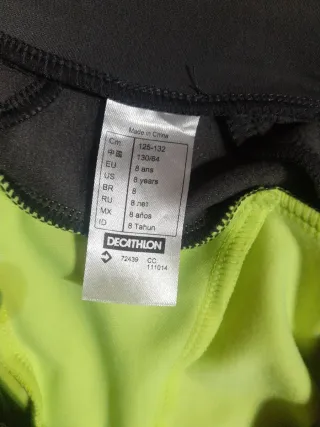 Made in China
Cm 125-132
中国 130/64
EU 8 ans
US 8 years
BR 8
RU 8 лет
MX 8 años
ID 8 Tahun
DECATHLON
72439 CC:
111014